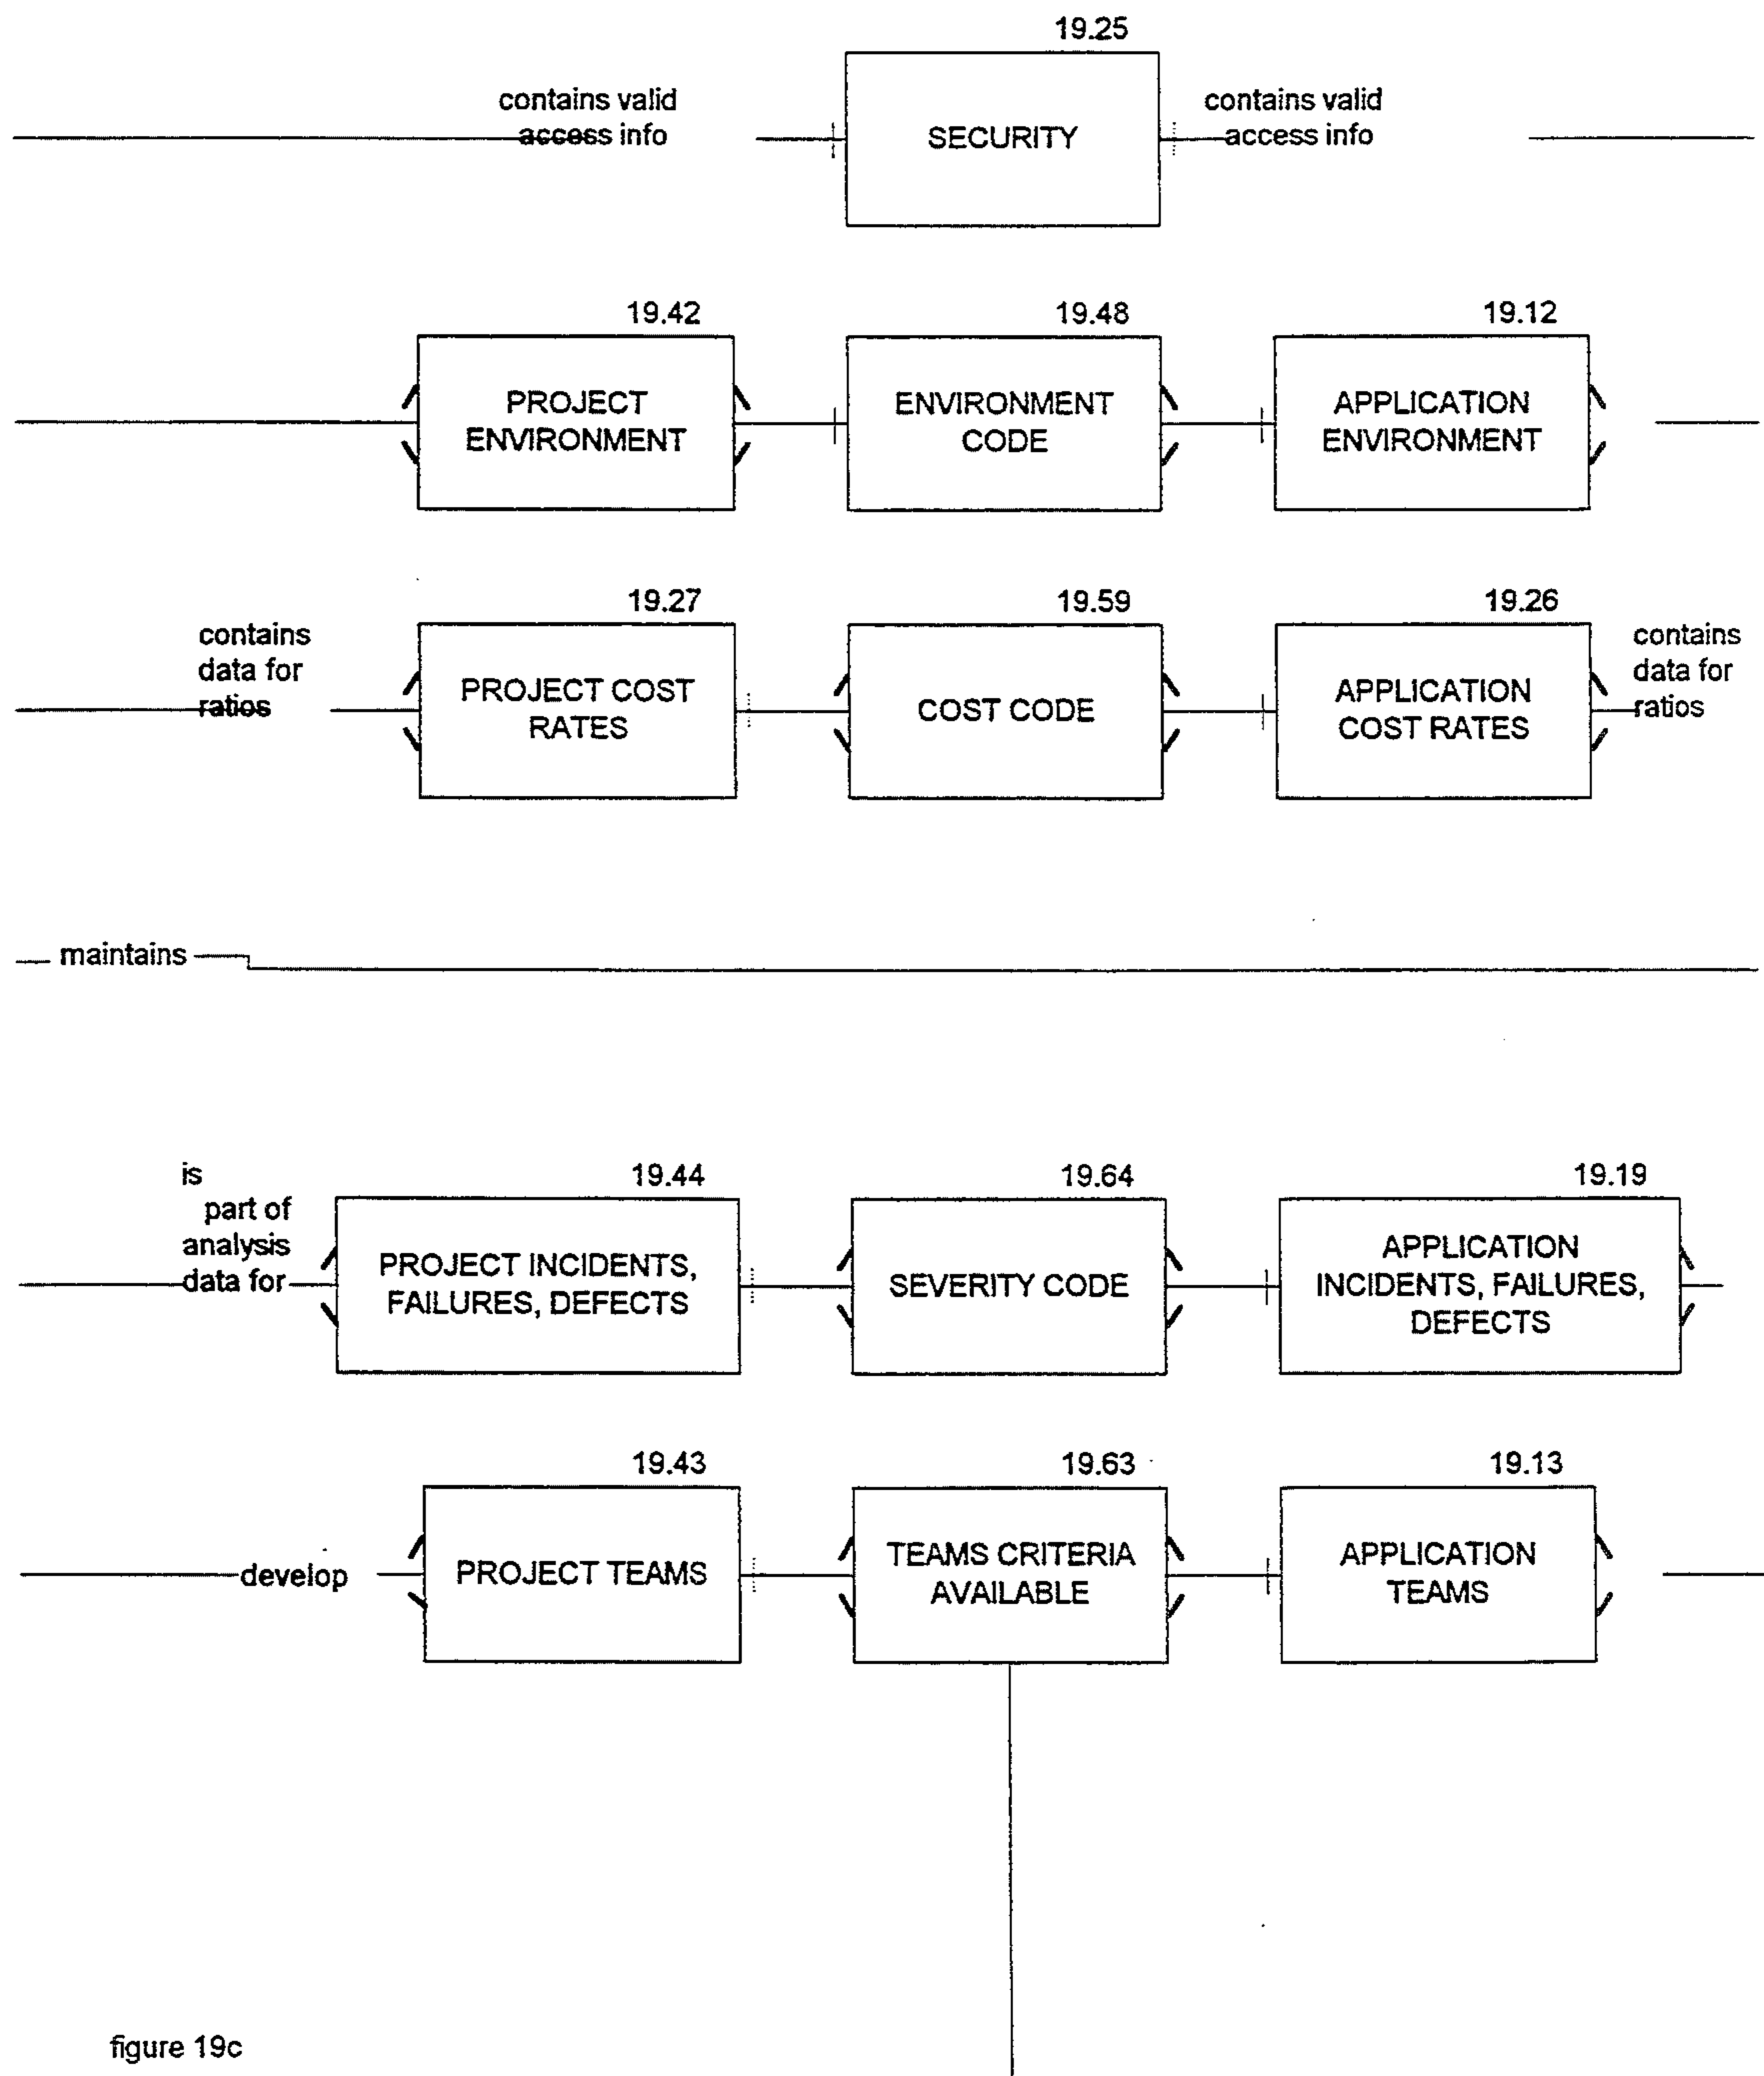 19.25
contains valid
access info
SECURITY
contains valid
access info
19.42
PROJECT
ENVIRONMENT
19.48
ENVIRONMENT
CODE
19.12
APPLICATION
ENVIRONMENT
contains
data for
ratios
19.27
PROJECT COST
RATES
19.59
COST CODE
19.26
APPLICATION
COST RATES
contains
data for
ratios
maintains
is
part of
analysis
data for
19.44
PROJECT INCIDENTS,
FAILURES, DEFECTS
19.64
SEVERITY CODE
19.19
APPLICATION
INCIDENTS, FAILURES,
DEFECTS
develop
19.43
PROJECT TEAMS
19.63
TEAMS CRITERIA
AVAILABLE
19.13
APPLICATION
TEAMS
figure 19c